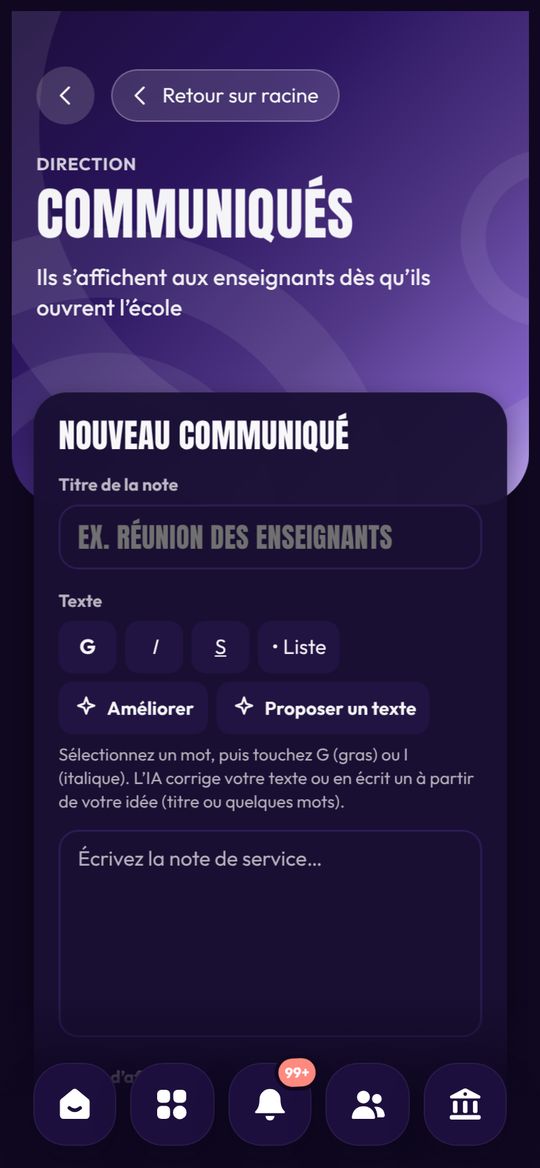 Retour sur racine
DIRECTION
COMMUNIQUÉS
Ils s’affichent aux enseignants dès qu’ils
ouvrent l’école
NOUVEAU COMMUNIQUÉ
Titre de la note
EX. RÉUNION DES ENSEIGNANTS
Texte
G I S • Liste
Améliorer Proposer un texte
Sélectionnez un mot, puis touchez G (gras) ou I
(italique). L’IA corrige votre texte ou en écrit un à partir
de votre idée (titre ou quelques mots).
Écrivez la note de service…
99+